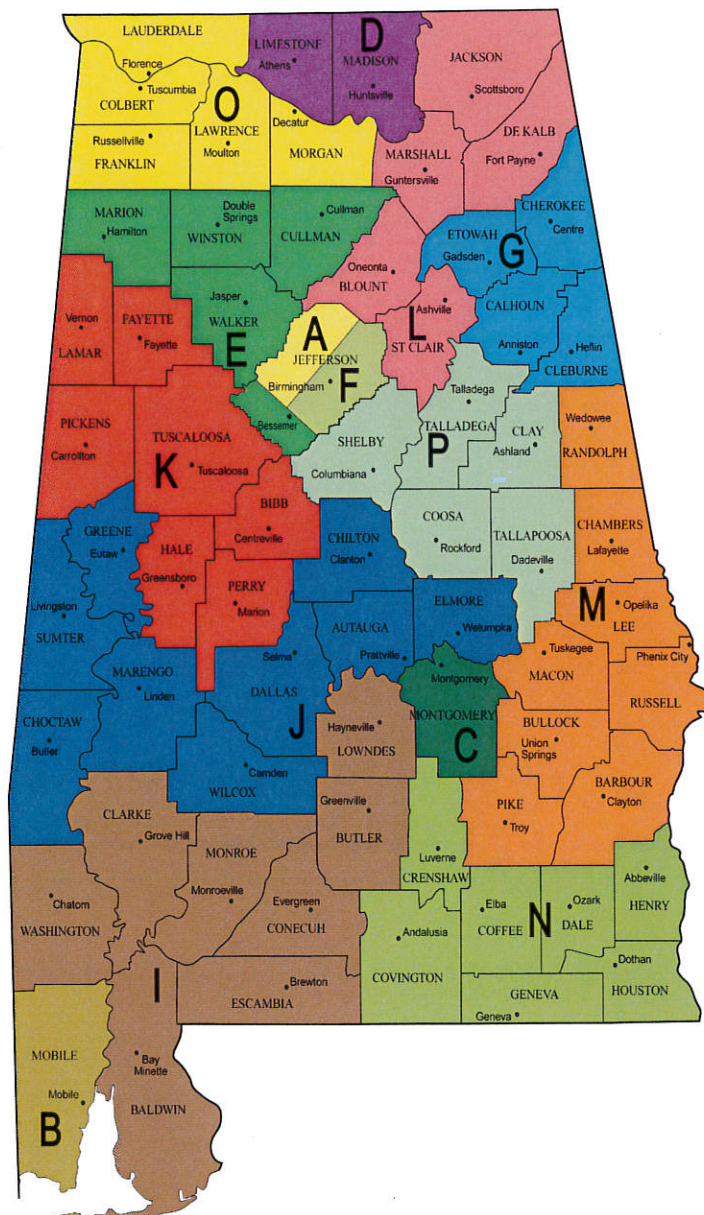 LAUDERDALE
Florence
Tuscumbia
COLBERT
LIMESTONE
Athens
D
MADISON
Huntsville
JACKSON
Scottsboro
O
LAWRENCE
Moulton
Decatur
MORGAN
Russellville
FRANKLIN
MARSHALL
Guntersville
DE KALB
Fort Payne
MARION
Hamilton
Double
Springs
WINSTON
Cullman
CULLMAN
CHEROKEE
Centre
ETOWAH
Gadsden
G
Oneonta
BLOUNT
Jasper
WALKER
E
Vernon
LAMAR
FAYETTE
Fayette
A
JEFFERSON
Birmingham
F
Bessemer
Ashville
L
ST CLAIR
CALHOUN
Anniston
Heflin
CLEBURNE
Talladega
TALLADEGA
P
CLAY
Ashland
Wedowee
RANDOLPH
PICKENS
Carrollton
TUSCALOOSA
K
Tuscaloosa
SHELBY
Columbiana
BIBB
Centreville
GREENE
Eutaw
HALE
Greensboro
PERRY
Marion
CHILTON
Clanton
COOSA
Rockford
TALLAPOOSA
Dadeville
CHAMBERS
Lafayette
M
Opelika
LEE
Phenix City
Livingston
SUMTER
AUTAUGA
Prattville
ELMORE
Wetumpka
Tuskegee
MACON
RUSSELL
MARENGO
Linden
Selma
DALLAS
J
Montgomery
MONTGOMERY
C
BULLOCK
Union
Springs
CHOCTAW
Butler
Camden
WILCOX
Hayneville
LOWNDES
BARBOUR
Clayton
PIKE
Troy
CLARKE
Grove Hill
MONROE
Monroeville
Greenville
BUTLER
Luverne
CRENSHAW
Abbeville
HENRY
Chatom
WASHINGTON
Evergreen
CONECUH
Andalusia
COVINGTON
Elba
COFFEE
N
Ozark
DALE
Dothan
HOUSTON
I
Brewton
ESCAMBIA
GENEVA
Geneva
MOBILE
Mobile
B
Bay
Minette
BALDWIN